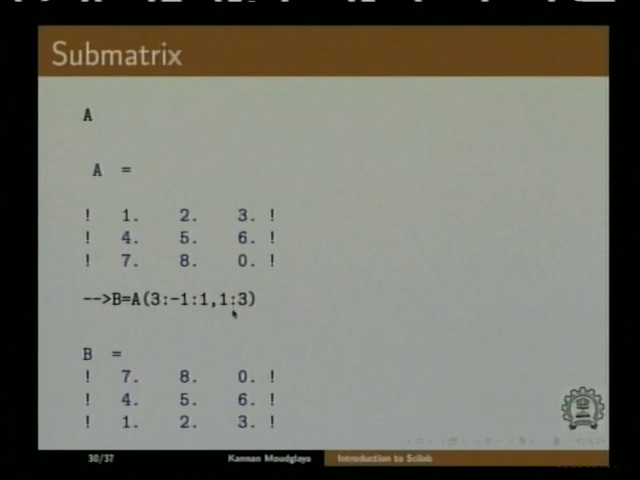 Submatrix
A
A =
! 1. 2. 3. !
! 4. 5. 6. !
! 7. 8. 0. !
-->B=A(3:-1:1,1:3)
B =
! 7. 8. 0. !
! 4. 5. 6. !
! 1. 2. 3. !
30/37 Kannan Moudgalya Introduction to Scilab